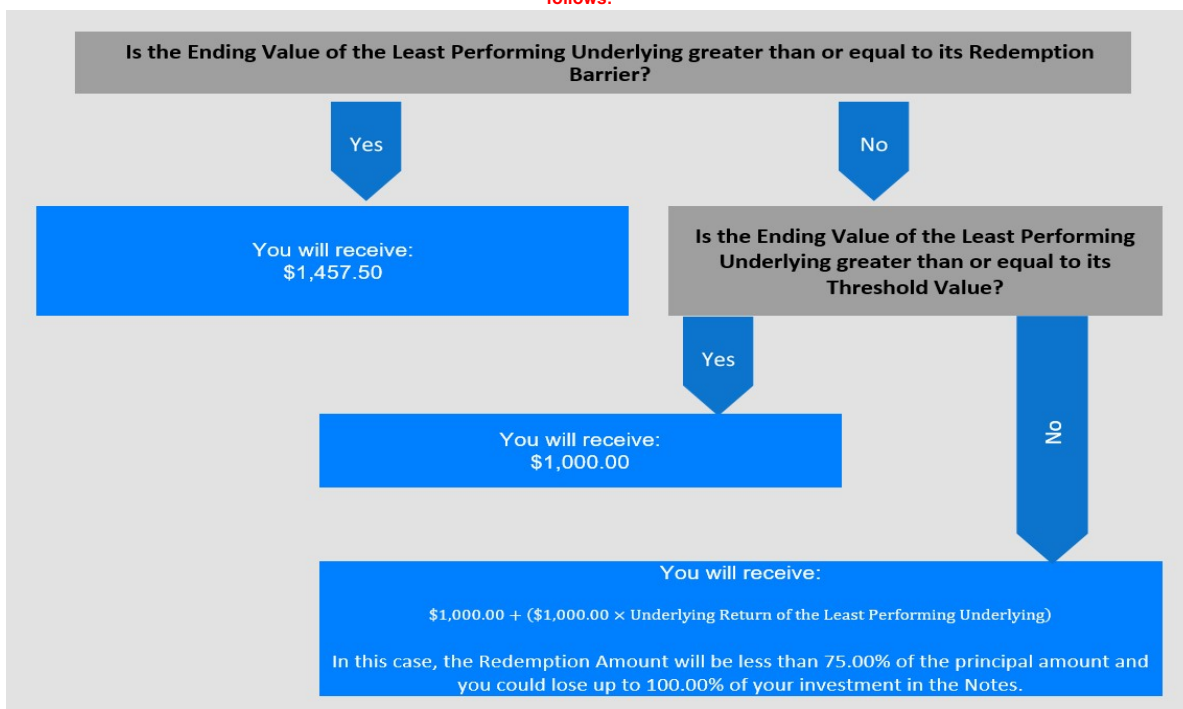 follows:
Is the Ending Value of the Least Performing Underlying greater than or equal to its Redemption
Barrier?
Yes
No
You will receive:
$1,457.50
Is the Ending Value of the Least Performing
Underlying greater than or equal to its
Threshold Value?
Yes
No
You will receive:
$1,000.00
You will receive:
$1,000.00 + ($1,000.00 × Underlying Return of the Least Performing Underlying)
In this case, the Redemption Amount will be less than 75.00% of the principal amount and
you could lose up to 100.00% of your investment in the Notes.